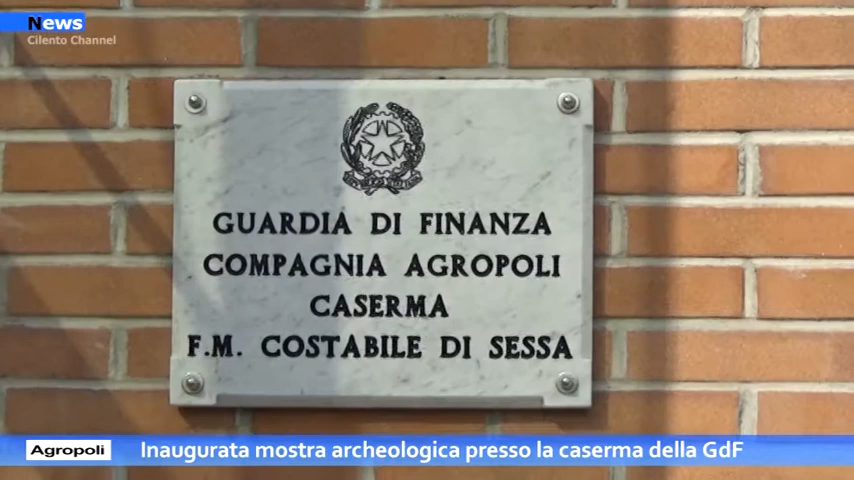 News
Cilento Channel
GUARDIA DI FINANZA
COMPAGNIA AGROPOLI
CASERMA
F.M. COSTABILE DI SESSA
Agropoli Inaugurata mostra archeologica presso la caserma della GdF